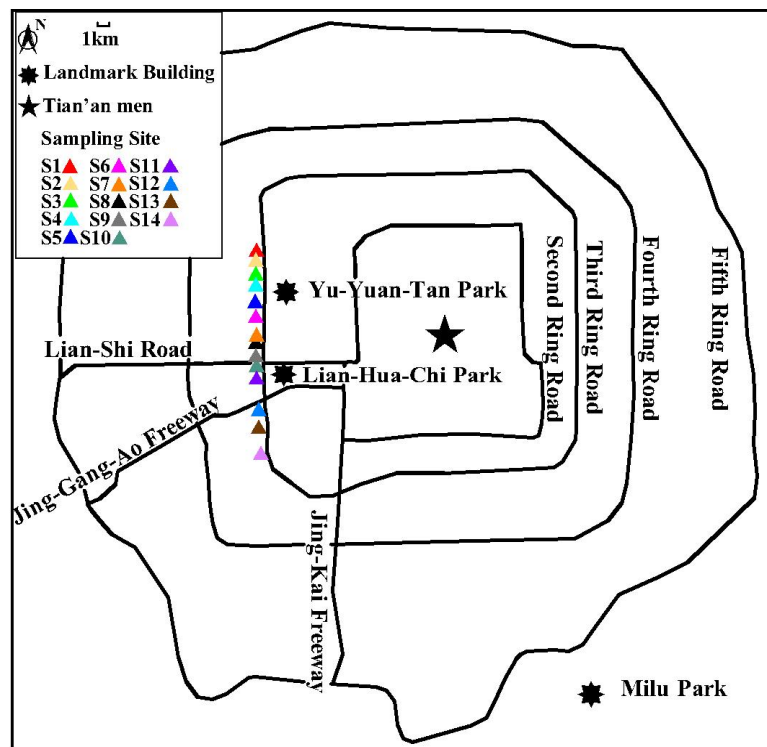 N
1km
Landmark Building
Tian'an men
Sampling Site
S1 S6 S11
S2 S7 S12
S3 S8 S13
S4 S9 S14
S5 S10
Yu-Yuan-Tan Park
Lian-Shi Road
Lian-Hua-Chi Park
Jing-Gang-Ao Freeway
Jing-Kai Freeway
Second Ring Road
Third Ring Road
Fourth Ring Road
Fifth Ring Road
Milu Park